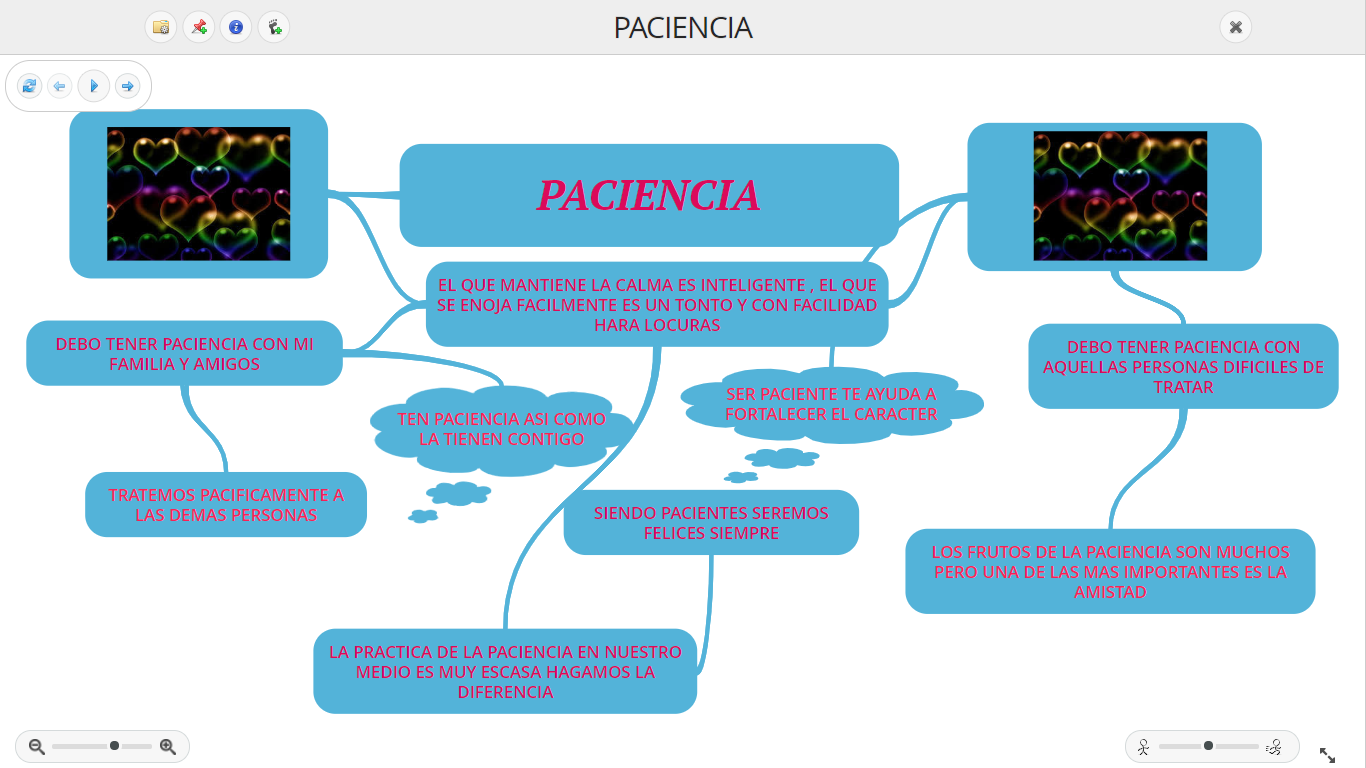 PACIENCIA
PACIENCIA
EL QUE MANTIENE LA CALMA ES INTELIGENTE , EL QUE
SE ENOJA FACILMENTE ES UN TONTO Y CON FACILIDAD
HARA LOCURAS
DEBO TENER PACIENCIA CON MI
FAMILIA Y AMIGOS
DEBO TENER PACIENCIA CON
AQUELLAS PERSONAS DIFICILES DE
TRATAR
TEN PACIENCIA ASI COMO
LA TIENEN CONTIGO
SER PACIENTE TE AYUDA A
FORTALECER EL CARACTER
TRATEMOS PACIFICAMENTE A
LAS DEMAS PERSONAS
SIENDO PACIENTES SEREMOS
FELICES SIEMPRE
LOS FRUTOS DE LA PACIENCIA SON MUCHOS
PERO UNA DE LAS MAS IMPORTANTES ES LA
AMISTAD
LA PRACTICA DE LA PACIENCIA EN NUESTRO
MEDIO ES MUY ESCASA HAGAMOS LA
DIFERENCIA